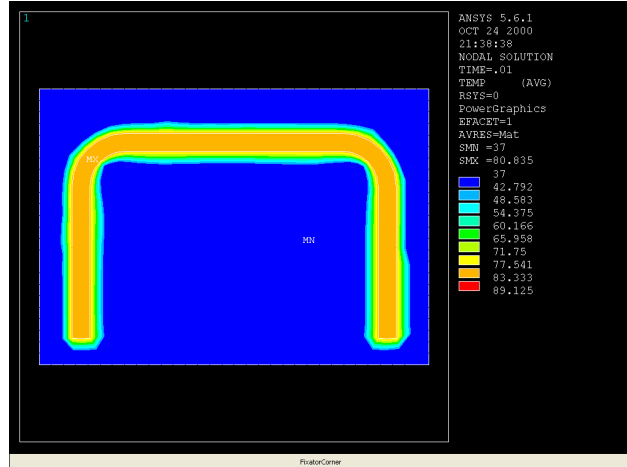 1
ANSYS 5.6.1
OCT 24 2000
21:38:38
NODAL SOLUTION
TIME=.01
TEMP (AVG)
RSYS=0
PowerGraphics
EFACET=1
AVRES=Mat
SMN =37
SMX =80.835
37
42.792
48.583
54.375
60.166
65.958
71.75
77.541
83.333
89.125
MX
MN
FixatorCorner